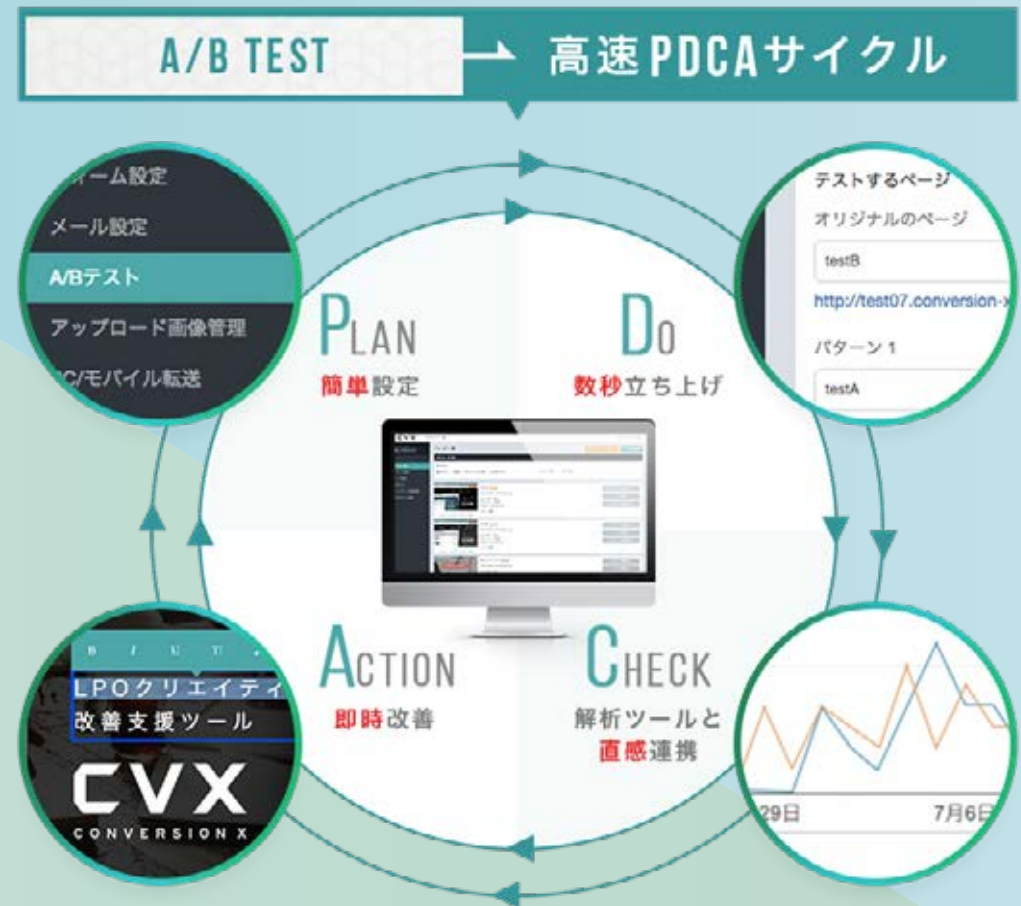 A/B TEST
高速PDCAサイクル
ーム設定
メール設定
A/Bテスト
アップロード画像管理
C/モバイル転送
テストするページ
オリジナルのページ
testB
http://test07.conversion-x
パターン 1
testA
PLAN
簡単設定
DO
数秒立ち上げ
CVX
ACTION
即時改善
CHECK
解析ツールと
直感連携
B I U
LPOクリエイティ
改善支援ツール
CVX
CONVERSION X
29日
7月6日